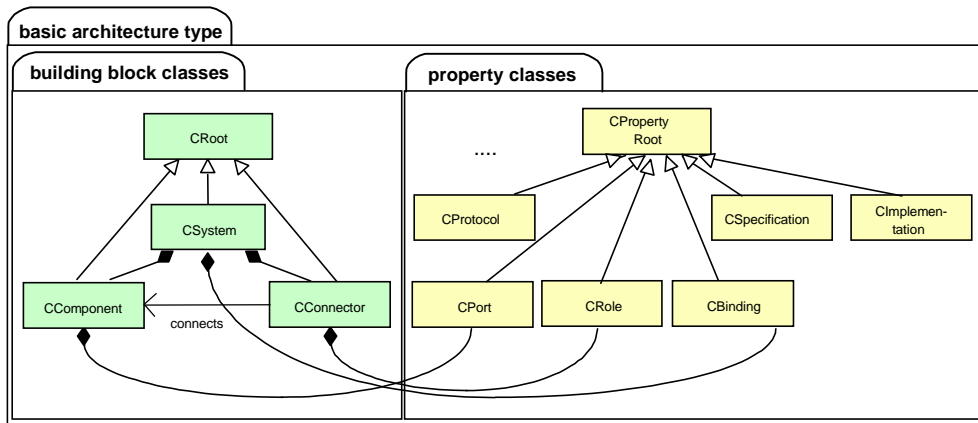 basic architecture type
building block classes
property classes
CRoot
CProperty
Root
....
CSystem
CProtocol
CSpecification
CImplemen-
tation
CComponent
CConnector
CPort
CRole
CBinding
connects